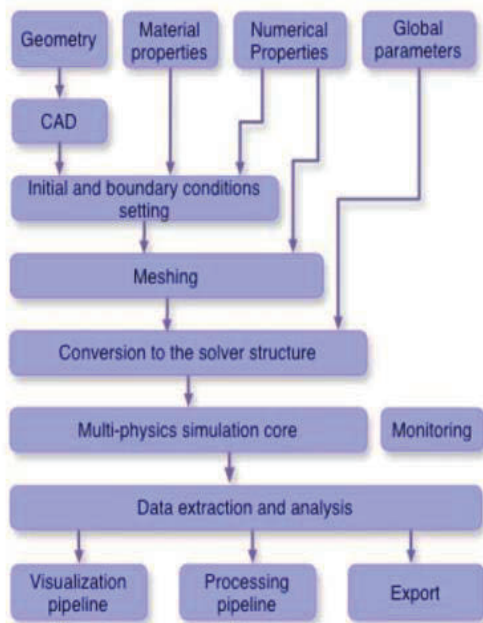 Geometry
Material
properties
Numerical
Properties
Global
parameters
CAD
Initial and boundary conditions
setting
Meshing
Conversion to the solver structure
Multi-physics simulation core
Monitoring
Data extraction and analysis
Visualization
pipeline
Processing
pipeline
Export